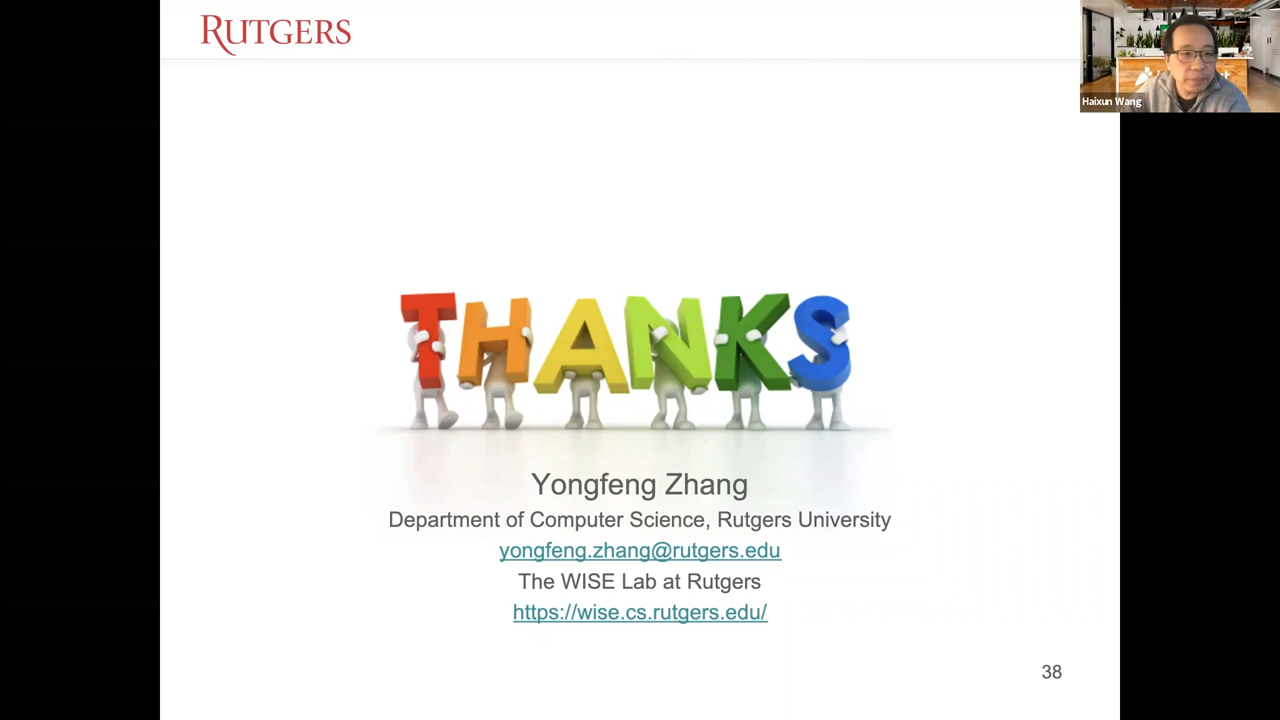 RUTGERS
Haixun Wang
THANKS
Yongfeng Zhang
Department of Computer Science, Rutgers University
yongfeng.zhang@rutgers.edu
The WISE Lab at Rutgers
https://wise.cs.rutgers.edu/
38